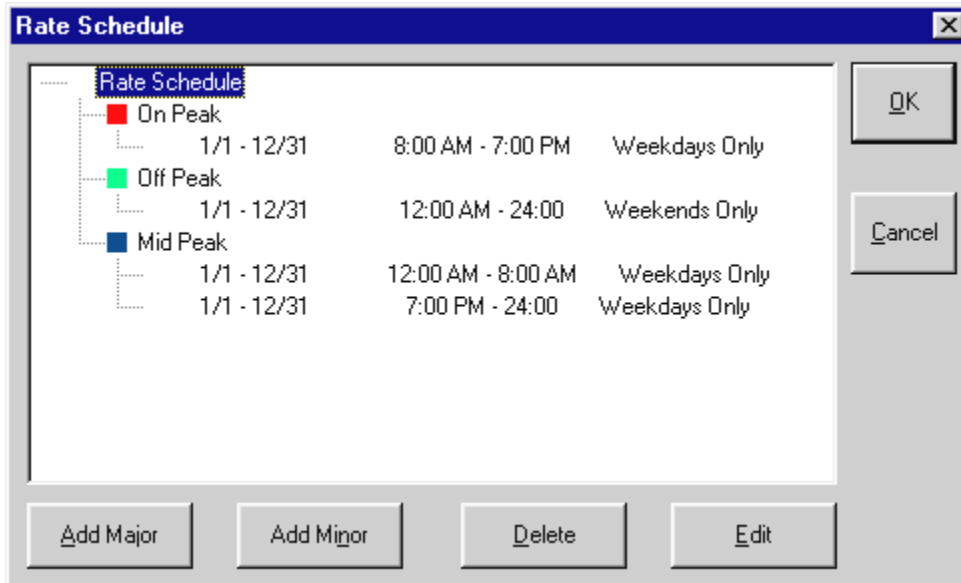 Rate Schedule
Rate Schedule
On Peak
1/1 - 12/31 8:00 AM - 7:00 PM Weekdays Only
Off Peak
1/1 - 12/31 12:00 AM - 24:00 Weekends Only
Mid Peak
1/1 - 12/31 12:00 AM - 8:00 AM Weekdays Only
1/1 - 12/31 7:00 PM - 24:00 Weekdays Only
OK
Cancel
Add Major
Add Minor
Delete
Edit